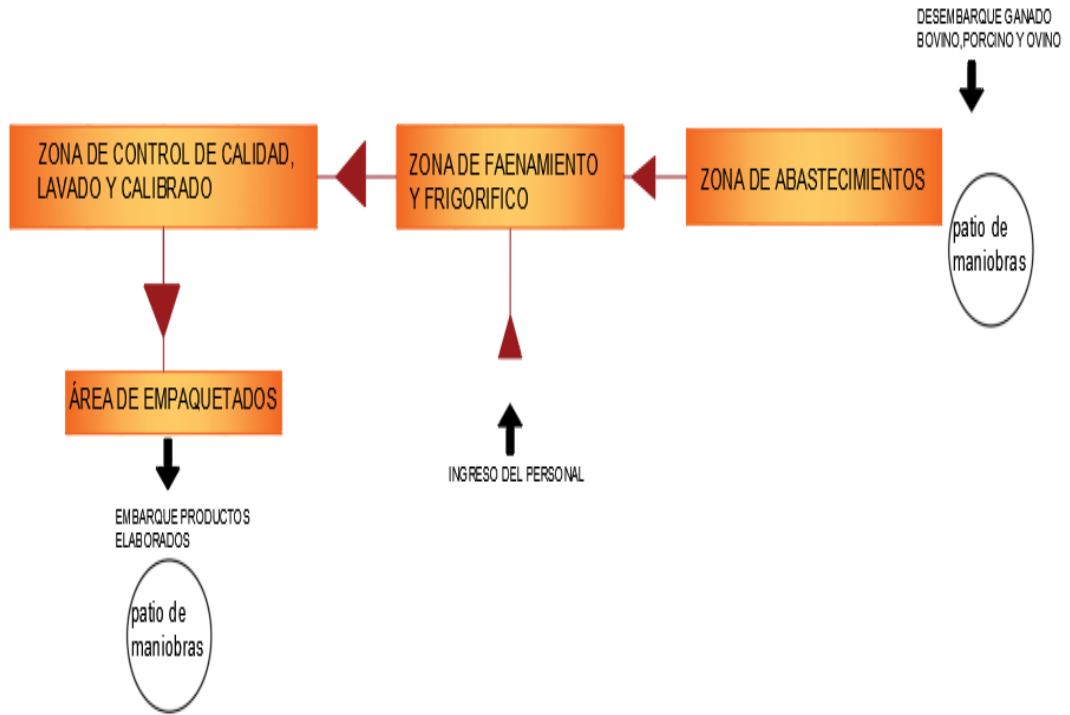 DESEMBARQUE GANADO
BOVINO,PORCINO Y OVINO
ZONA DE CONTROL DE CALIDAD,
LAVADO Y CALIBRADO
ZONA DE FAENAMIENTO
Y FRIGORIFICO
ZONA DE ABASTECIMIENTOS
patio de
maniobras
ÁREA DE EMPAQUETADOS
INGRESO DEL PERSONAL
EMBARQUE PRODUCTOS
ELABORADOS
patio de
maniobras